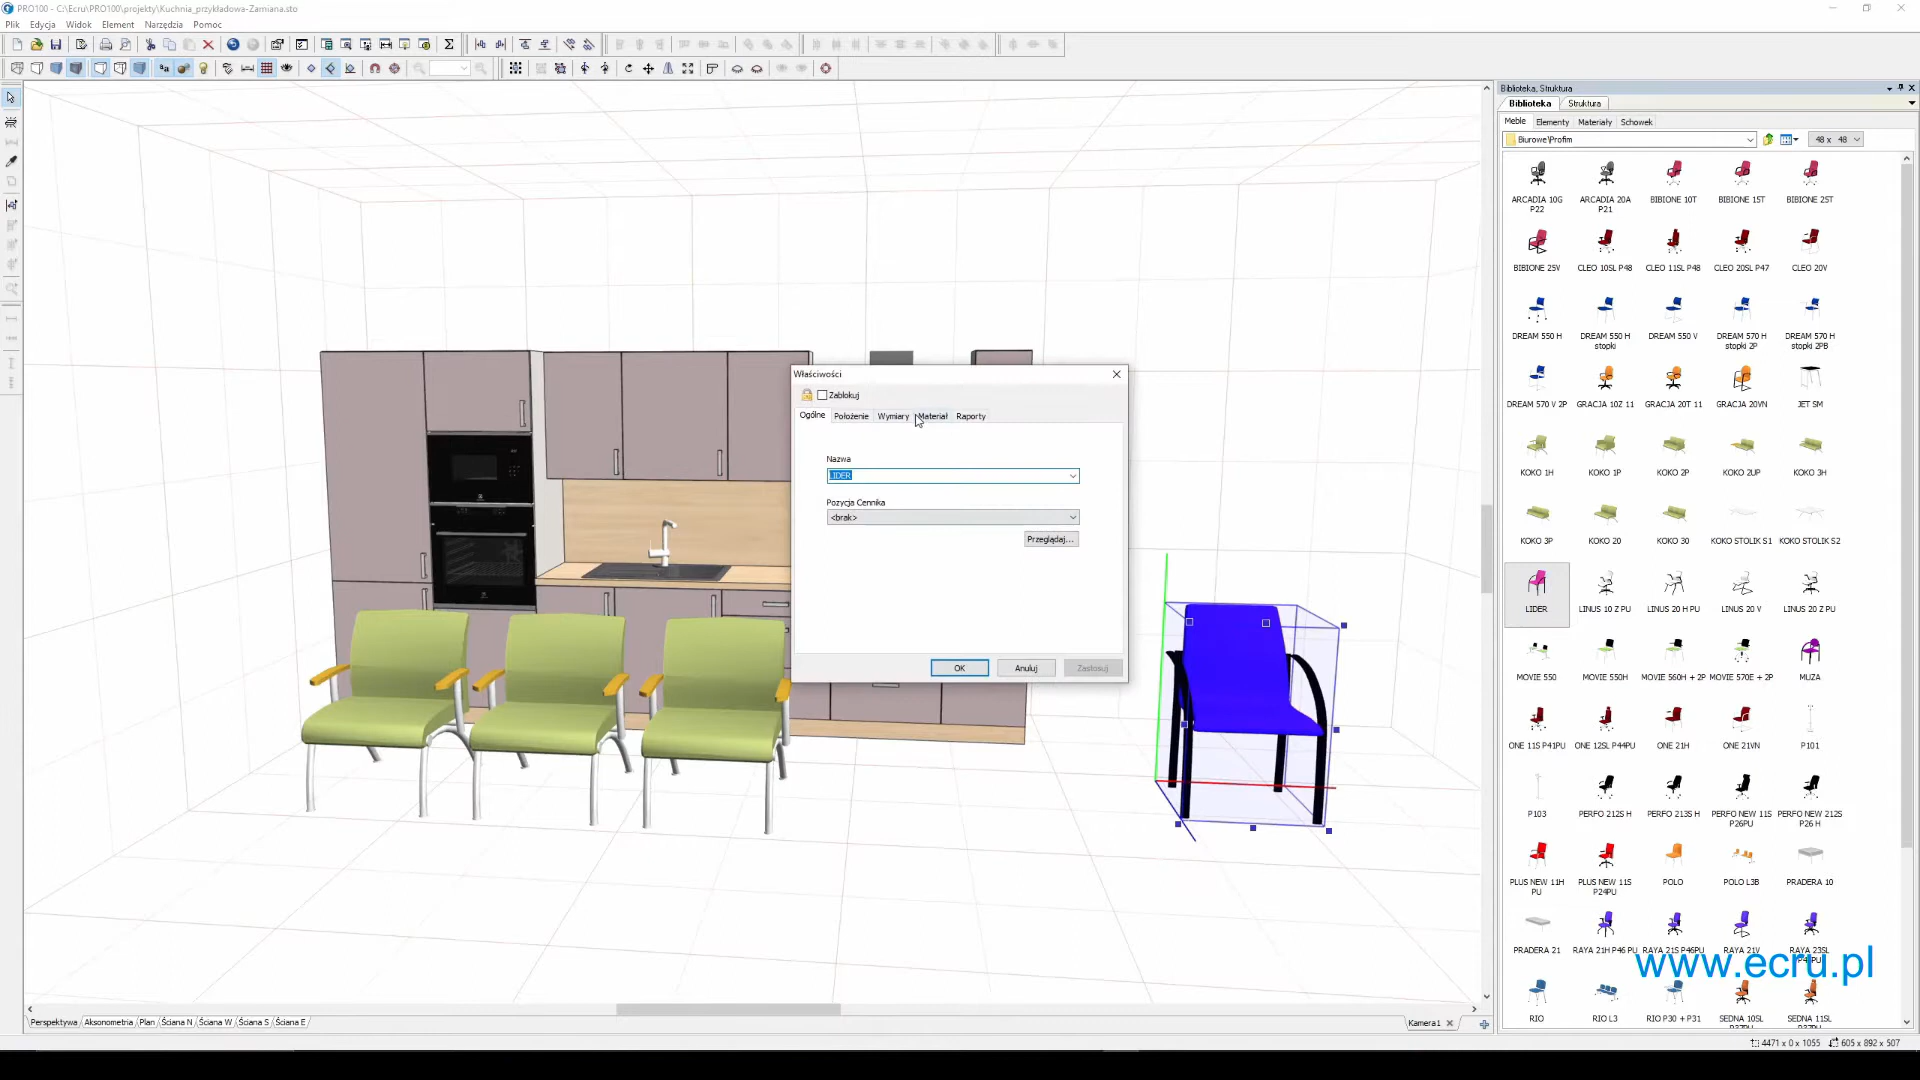 PRO100 - C:\Ecru\PRO100\projekty\Kuchnia_przykładowa-Zamiana.sto
Plik Edycja Widok Element Narzędzia Pomoc
Biblioteka, Struktura
Biblioteka Struktura
Meble Elementy Materiały Schowek
Biurowe\Profim
48 x 48
ARCADIA 10G P22
ARCADIA 20A P21
BIBIONE 10T
BIBIONE 15T
BIBIONE 25T
BIBIONE 25V
CLEO 10SL P48
CLEO 11SL P48
CLEO 20SL P47
CLEO 20V
DREAM 550 H
DREAM 550 H stopki
DREAM 550 V
DREAM 570 H stopki 2P
DREAM 570 H stopki 2PB
DREAM 570 V 2P
GRACJA 10Z 11
GRACJA 20T 11
GRACJA 20VN
JET SM
KOKO 1H
KOKO 1P
KOKO 2P
KOKO 2UP
KOKO 3H
KOKO 3P
KOKO 20
KOKO 30
KOKO STOLIK S1
KOKO STOLIK S2
LIDER
LINUS 10 Z PU
LINUS 20 H PU
LINUS 20 V
LINUS 20 Z PU
MOVIE 550
MOVIE 550H
MOVIE 560H + 2P
MOVIE 570E + 2P
MUZA
ONE 11S P41PU
ONE 12SL P44PU
ONE 21H
ONE 21VN
P101
P103
PERFO 212S H
PERFO 213S H
PERFO NEW 11S P26PU
PERFO NEW 212S P26 H
PLUS NEW 11H PU
PLUS NEW 11S P24PU
POLO
POLO L3B
PRADERA 10
PRADERA 21
RAYA 21H P46 PU
RAYA 21S P46PU
RAYA 21V
RAYA 23SL
www.ecru.pl
RIO
RIO L3
RIO P30 + P31
SEDNA 10SL
SEDNA 11SL
Właściwości
Zablokuj
Ogólne Położenie Wymiary Materiał Raporty
Nazwa
LIDER
Pozycja Cennika
<brak>
Przeglądaj...
OK Anuluj Zastosuj
Perspektywa Aksonometria Plan Ściana N Ściana W Ściana S Ściana E
Kamera1
4471 x 0 x 1055 605 x 892 x 507